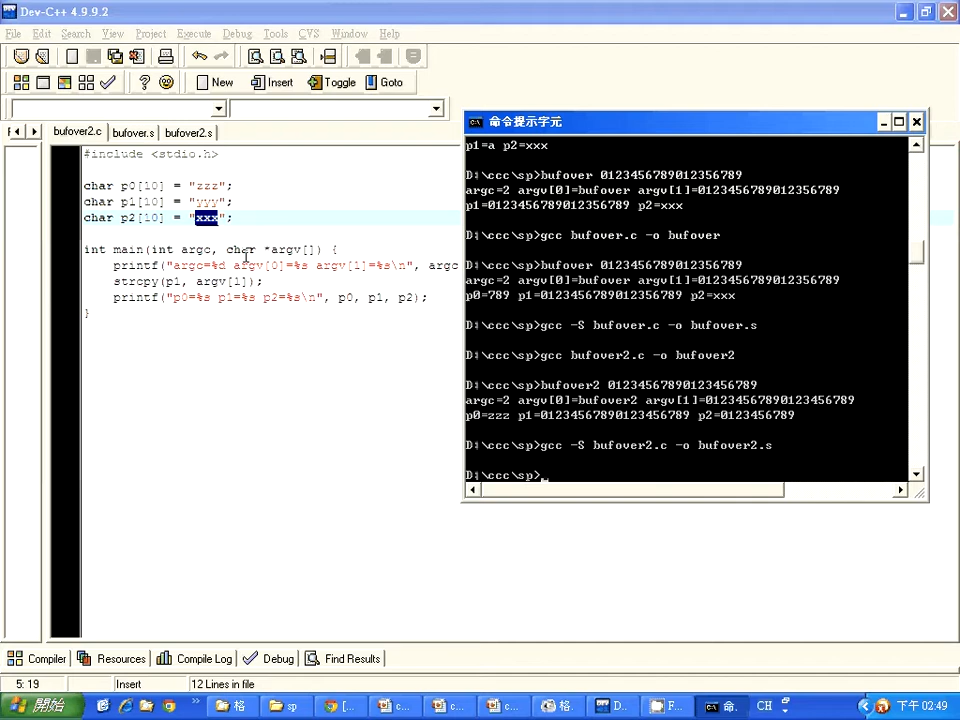 Dev-C++ 4.9.9.2
File Edit Search View Project Execute Debug Tools CVS Window Help
New Insert Toggle Goto
bufover2.c bufover.s bufover2.s
#include <stdio.h>
char p0[10] = "zzz";
char p1[10] = "yyy";
char p2[10] = "xxx";
int main(int argc, char *argv[]) {
printf("argc=%d argv[0]=%s argv[1]=%s\n", argc
strcpy(p1, argv[1]);
printf("p0=%s p1=%s p2=%s\n", p0, p1, p2);
}
命令提示字元
p1=a p2=xxx
D:\ccc\sp>bufover 0123456789012356789
argc=2 argv[0]=bufover argv[1]=0123456789012356789
p1=0123456789012356789 p2=xxx
D:\ccc\sp>gcc bufover.c -o bufover
D:\ccc\sp>bufover 0123456789012356789
argc=2 argv[0]=bufover argv[1]=0123456789012356789
p0=789 p1=0123456789012356789 p2=xxx
D:\ccc\sp>gcc -S bufover.c -o bufover.s
D:\ccc\sp>gcc bufover2.c -o bufover2
D:\ccc\sp>bufover2 01234567890123456789
argc=2 argv[0]=bufover2 argv[1]=01234567890123456789
p0=zzz p1=01234567890123456789 p2=0123456789
D:\ccc\sp>gcc -S bufover2.c -o bufover2.s
D:\ccc\sp>_
Compiler Resources Compile Log Debug Find Results
5: 19 Insert 12 Lines in file
開始 格 sp [... c... c... c... 格. D... F... 命. CH 下午 02:49